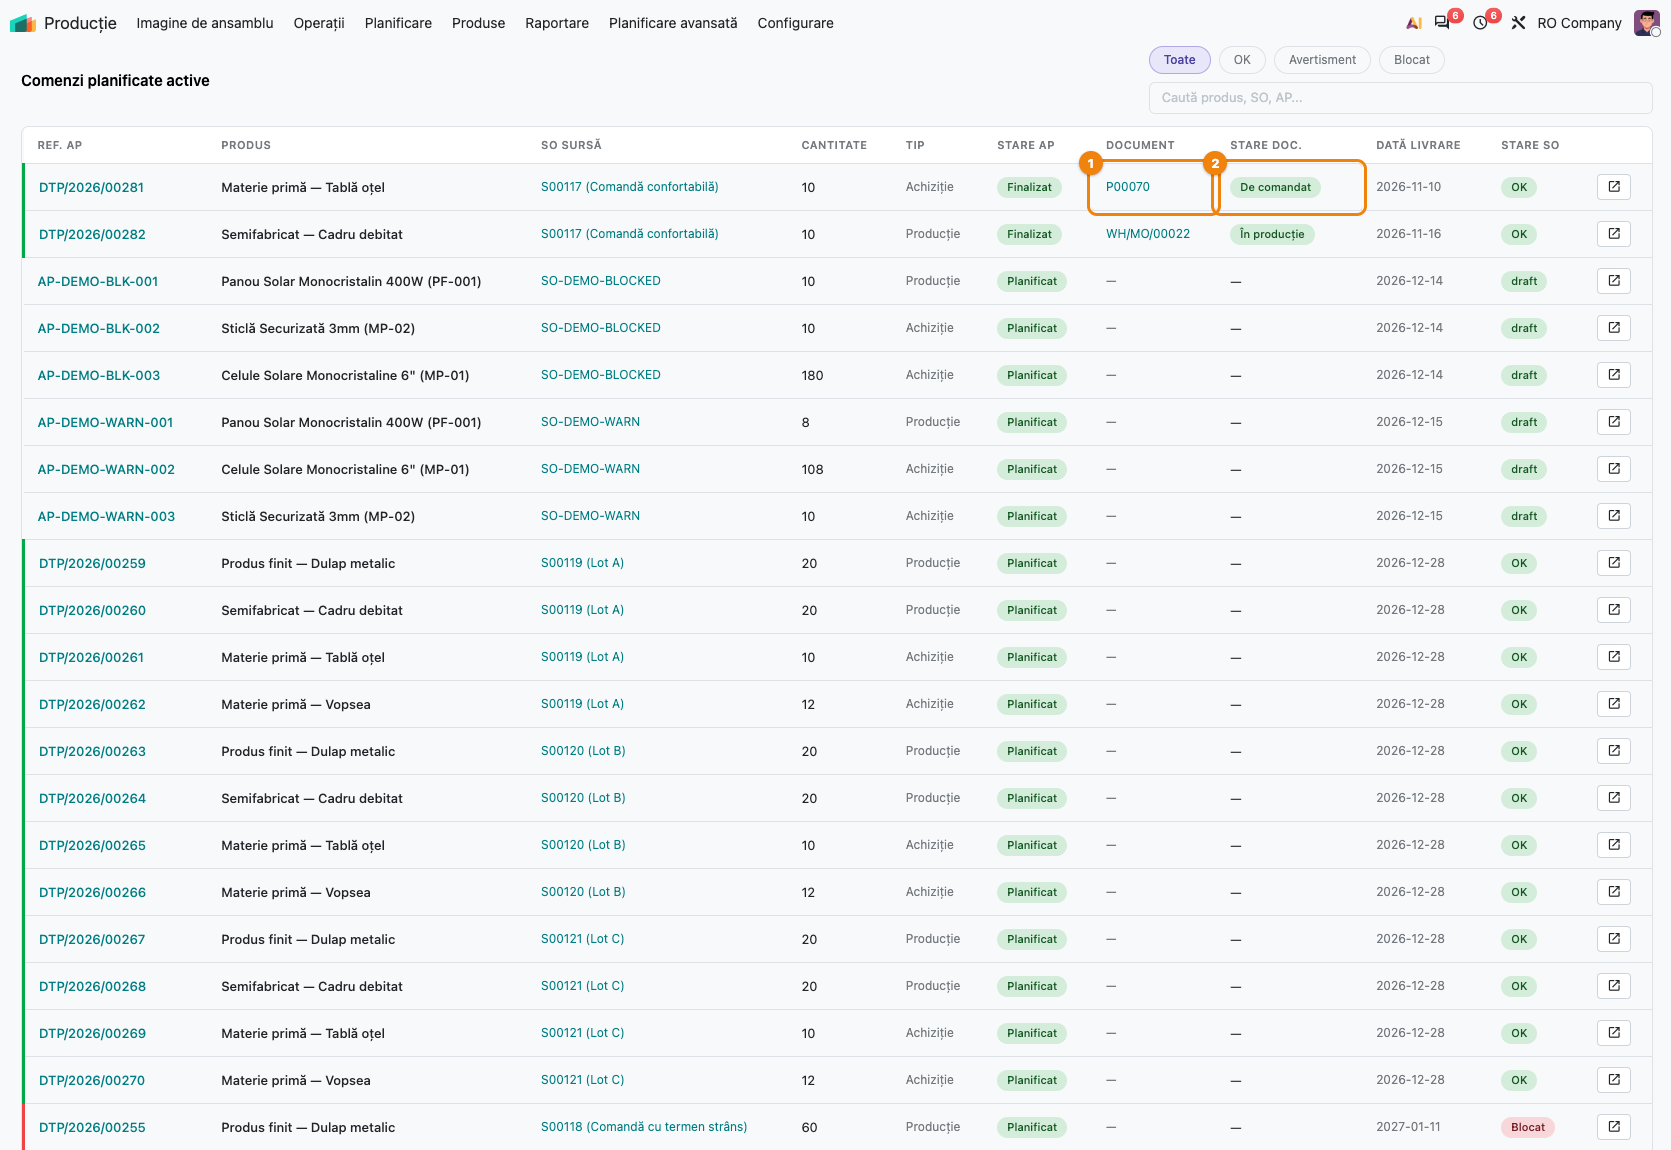 Producție Imagine de ansamblu Operații Planificare Produse Raportare Planificare avansată Configurare AI 6 6 RO Company
Toate OK Avertisment Blocat
Comenzi planificate active
Caută produs, SO, AP...
REF. AP PRODUS SO SURSĂ CANTITATE TIP STARE AP DOCUMENT STARE DOC. DATĂ LIVRARE STARE SO
1 2
DTP/2026/00281 Materie primă — Tablă oțel S00117 (Comandă confortabilă) 10 Achiziție Finalizat P00070 De comandat 2026-11-10 OK
DTP/2026/00282 Semifabricat — Cadru debitat S00117 (Comandă confortabilă) 10 Producție Finalizat WH/MO/00022 În producție 2026-11-16 OK
AP-DEMO-BLK-001 Panou Solar Monocristalin 400W (PF-001) SO-DEMO-BLOCKED 10 Producție Planificat — — 2026-12-14 draft
AP-DEMO-BLK-002 Sticlă Securizată 3mm (MP-02) SO-DEMO-BLOCKED 10 Achiziție Planificat — — 2026-12-14 draft
AP-DEMO-BLK-003 Celule Solare Monocristaline 6" (MP-01) SO-DEMO-BLOCKED 180 Achiziție Planificat — — 2026-12-14 draft
AP-DEMO-WARN-001 Panou Solar Monocristalin 400W (PF-001) SO-DEMO-WARN 8 Producție Planificat — — 2026-12-15 draft
AP-DEMO-WARN-002 Celule Solare Monocristaline 6" (MP-01) SO-DEMO-WARN 108 Achiziție Planificat — — 2026-12-15 draft
AP-DEMO-WARN-003 Sticlă Securizată 3mm (MP-02) SO-DEMO-WARN 10 Achiziție Planificat — — 2026-12-15 draft
DTP/2026/00259 Produs finit — Dulap metalic S00119 (Lot A) 20 Producție Planificat — — 2026-12-28 OK
DTP/2026/00260 Semifabricat — Cadru debitat S00119 (Lot A) 20 Producție Planificat — — 2026-12-28 OK
DTP/2026/00261 Materie primă — Tablă oțel S00119 (Lot A) 10 Achiziție Planificat — — 2026-12-28 OK
DTP/2026/00262 Materie primă — Vopsea S00119 (Lot A) 12 Achiziție Planificat — — 2026-12-28 OK
DTP/2026/00263 Produs finit — Dulap metalic S00120 (Lot B) 20 Producție Planificat — — 2026-12-28 OK
DTP/2026/00264 Semifabricat — Cadru debitat S00120 (Lot B) 20 Producție Planificat — — 2026-12-28 OK
DTP/2026/00265 Materie primă — Tablă oțel S00120 (Lot B) 10 Achiziție Planificat — — 2026-12-28 OK
DTP/2026/00266 Materie primă — Vopsea S00120 (Lot B) 12 Achiziție Planificat — — 2026-12-28 OK
DTP/2026/00267 Produs finit — Dulap metalic S00121 (Lot C) 20 Producție Planificat — — 2026-12-28 OK
DTP/2026/00268 Semifabricat — Cadru debitat S00121 (Lot C) 20 Producție Planificat — — 2026-12-28 OK
DTP/2026/00269 Materie primă — Tablă oțel S00121 (Lot C) 10 Achiziție Planificat — — 2026-12-28 OK
DTP/2026/00270 Materie primă — Vopsea S00121 (Lot C) 12 Achiziție Planificat — — 2026-12-28 OK
DTP/2026/00255 Produs finit — Dulap metalic S00118 (Comandă cu termen strâns) 60 Producție Planificat — — 2027-01-11 Blocat